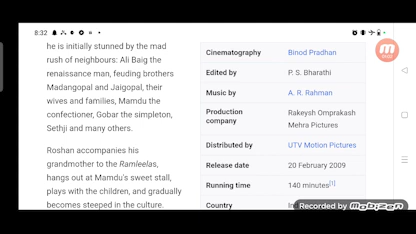 8:32
he is initially stunned by the mad
rush of neighbours: Ali Baig the
renaissance man, feuding brothers
Madangopal and Jaigopal, their
wives and families, Mamdu the
confectioner, Gobar the simpleton,
Sethji and many others.
Roshan accompanies his
grandmother to the Ramleelas,
hangs out at Mamdu's sweet stall,
plays with the children, and gradually
becomes steeped in the culture.
Cinematography Binod Pradhan
Edited by P. S. Bharathi
Music by A. R. Rahman
Production
company
Rakeysh Omprakash
Mehra Pictures
Distributed by UTV Motion Pictures
Release date 20 February 2009
Running time 140 minutes[1]
Country
Recorded by Mobizen